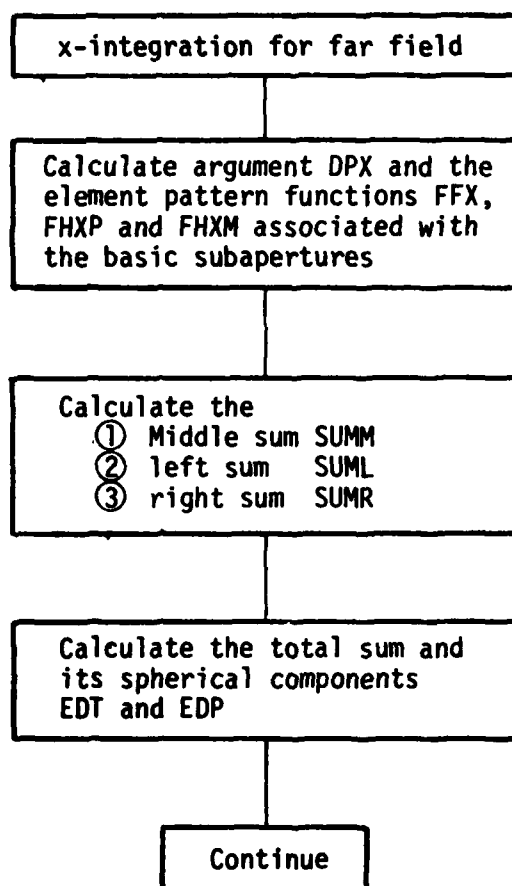 x-integration for far field
Calculate argument DPX and the
element pattern functions FFX,
FHXP and FHXM associated with
the basic subapertures
Calculate the
① Middle sum SUMM
② left sum SUML
③ right sum SUMR
Calculate the total sum and
its spherical components
EDT and EDP
Continue